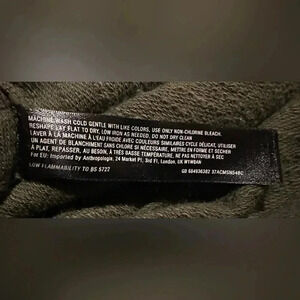 MACHINE WASH COLD GENTLE WITH LIKE COLORS, USE ONLY NON-CHLORINE BLEACH.
RESHAPE LAY FLAT TO DRY, LOW IRON AS NEEDED, DO NOT DRY CLEAN
LAVER À LA MACHINE À L'EAU FROIDE AVEC COULEURS SIMILAIRES CYCLE DÉLICAT, UTILISER
UN AGENT DE BLANCHIMENT SANS CHLORE SI NÉCESSAIRE, METTRE EN FORME ET SECHER
À PLAT, REPASSER, AU BESOIN, À TRÈS BASSE TEMPÉRATURE, NE PAS NETTOYER À SEC
For EU: Imported by Anthropologie, 24 Market Pl, 3rd Fl, London, UK W1W8AN
LOW FLAMMABILITY TO BS 5722